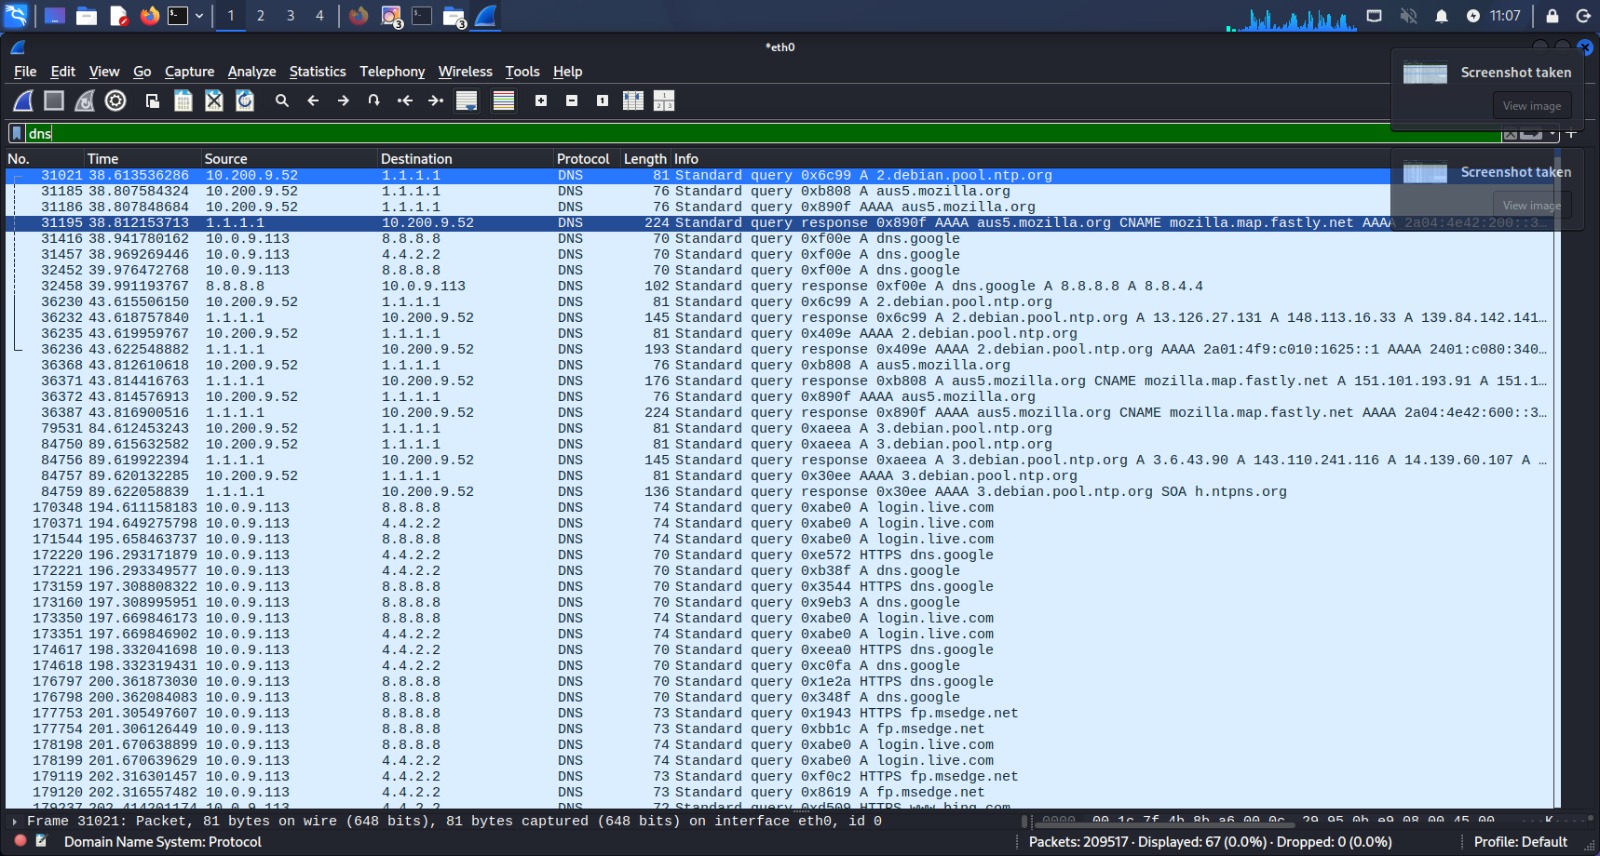 1 2 3 4 3 3 11:07
*eth0
File Edit View Go Capture Analyze Statistics Telephony Wireless Tools Help
Screenshot taken
View image
dns
No. Time Source Destination Protocol Length Info
Screenshot taken
View image
31021 38.613536286 10.200.9.52 1.1.1.1 DNS 81 Standard query 0x6c99 A 2.debian.pool.ntp.org
31185 38.807584324 10.200.9.52 1.1.1.1 DNS 76 Standard query 0xb808 A aus5.mozilla.org
31186 38.807848684 10.200.9.52 1.1.1.1 DNS 76 Standard query 0x890f AAAA aus5.mozilla.org
31195 38.812153713 1.1.1.1 10.200.9.52 DNS 224 Standard query response 0x890f AAAA aus5.mozilla.org CNAME mozilla.map.fastly.net AAAA 2a04:4e42:200::3…
31416 38.941780162 10.0.9.113 8.8.8.8 DNS 70 Standard query 0xf00e A dns.google
31457 38.969269446 10.0.9.113 4.4.2.2 DNS 70 Standard query 0xf00e A dns.google
32452 39.976472768 10.0.9.113 8.8.8.8 DNS 70 Standard query 0xf00e A dns.google
32458 39.991193767 8.8.8.8 10.0.9.113 DNS 102 Standard query response 0xf00e A dns.google A 8.8.8.8 A 8.8.4.4
36230 43.615506150 10.200.9.52 1.1.1.1 DNS 81 Standard query 0x6c99 A 2.debian.pool.ntp.org
36232 43.618757840 1.1.1.1 10.200.9.52 DNS 145 Standard query response 0x6c99 A 2.debian.pool.ntp.org A 13.126.27.131 A 148.113.16.33 A 139.84.142.141…
36235 43.619959767 10.200.9.52 1.1.1.1 DNS 81 Standard query 0x409e AAAA 2.debian.pool.ntp.org
36236 43.622548882 1.1.1.1 10.200.9.52 DNS 193 Standard query response 0x409e AAAA 2.debian.pool.ntp.org AAAA 2a01:4f9:c010:1625::1 AAAA 2401:c080:340…
36368 43.812610618 10.200.9.52 1.1.1.1 DNS 76 Standard query 0xb808 A aus5.mozilla.org
36371 43.814416763 1.1.1.1 10.200.9.52 DNS 176 Standard query response 0xb808 A aus5.mozilla.org CNAME mozilla.map.fastly.net A 151.101.193.91 A 151.1…
36372 43.814576913 10.200.9.52 1.1.1.1 DNS 76 Standard query 0x890f AAAA aus5.mozilla.org
36387 43.816900516 1.1.1.1 10.200.9.52 DNS 224 Standard query response 0x890f AAAA aus5.mozilla.org CNAME mozilla.map.fastly.net AAAA 2a04:4e42:600::3…
79531 84.612453243 10.200.9.52 1.1.1.1 DNS 81 Standard query 0xaeea A 3.debian.pool.ntp.org
84750 89.615632582 10.200.9.52 1.1.1.1 DNS 81 Standard query 0xaeea A 3.debian.pool.ntp.org
84756 89.619922394 1.1.1.1 10.200.9.52 DNS 145 Standard query response 0xaeea A 3.debian.pool.ntp.org A 3.6.43.90 A 143.110.241.116 A 14.139.60.107 A …
84757 89.620132285 10.200.9.52 1.1.1.1 DNS 81 Standard query 0x30ee AAAA 3.debian.pool.ntp.org
84759 89.622058839 1.1.1.1 10.200.9.52 DNS 136 Standard query response 0x30ee AAAA 3.debian.pool.ntp.org SOA h.ntpns.org
170348 194.611158183 10.0.9.113 8.8.8.8 DNS 74 Standard query 0xabe0 A login.live.com
170371 194.649275798 10.0.9.113 4.4.2.2 DNS 74 Standard query 0xabe0 A login.live.com
171544 195.658463737 10.0.9.113 8.8.8.8 DNS 74 Standard query 0xabe0 A login.live.com
172220 196.293171879 10.0.9.113 4.4.2.2 DNS 70 Standard query 0xe572 HTTPS dns.google
172221 196.293349577 10.0.9.113 4.4.2.2 DNS 70 Standard query 0xb38f A dns.google
173159 197.308808322 10.0.9.113 8.8.8.8 DNS 70 Standard query 0x3544 HTTPS dns.google
173160 197.308995951 10.0.9.113 8.8.8.8 DNS 70 Standard query 0x9eb3 A dns.google
173350 197.669846173 10.0.9.113 8.8.8.8 DNS 74 Standard query 0xabe0 A login.live.com
173351 197.669846902 10.0.9.113 4.4.2.2 DNS 74 Standard query 0xabe0 A login.live.com
174617 198.332041698 10.0.9.113 4.4.2.2 DNS 70 Standard query 0xeea0 HTTPS dns.google
174618 198.332319431 10.0.9.113 4.4.2.2 DNS 70 Standard query 0xc0fa A dns.google
176797 200.361873030 10.0.9.113 8.8.8.8 DNS 70 Standard query 0x1e2a HTTPS dns.google
176798 200.362084083 10.0.9.113 8.8.8.8 DNS 70 Standard query 0x348f A dns.google
177753 201.305497607 10.0.9.113 8.8.8.8 DNS 73 Standard query 0x1943 HTTPS fp.msedge.net
177754 201.306126449 10.0.9.113 8.8.8.8 DNS 73 Standard query 0xbb1c A fp.msedge.net
178198 201.670638899 10.0.9.113 8.8.8.8 DNS 74 Standard query 0xabe0 A login.live.com
178199 201.670639629 10.0.9.113 4.4.2.2 DNS 74 Standard query 0xabe0 A login.live.com
179119 202.316301457 10.0.9.113 4.4.2.2 DNS 73 Standard query 0xf0c2 HTTPS fp.msedge.net
179120 202.316557482 10.0.9.113 4.4.2.2 DNS 73 Standard query 0x8619 A fp.msedge.net
179237 202.414201174 10.0.9.113 4.4.2.2 DNS 72 Standard query 0xd509 HTTPS www.bing.com
Frame 31021: Packet, 81 bytes on wire (648 bits), 81 bytes captured (648 bits) on interface eth0, id 0
Domain Name System: Protocol Packets: 209517 · Displayed: 67 (0.0%) · Dropped: 0 (0.0%) Profile: Default